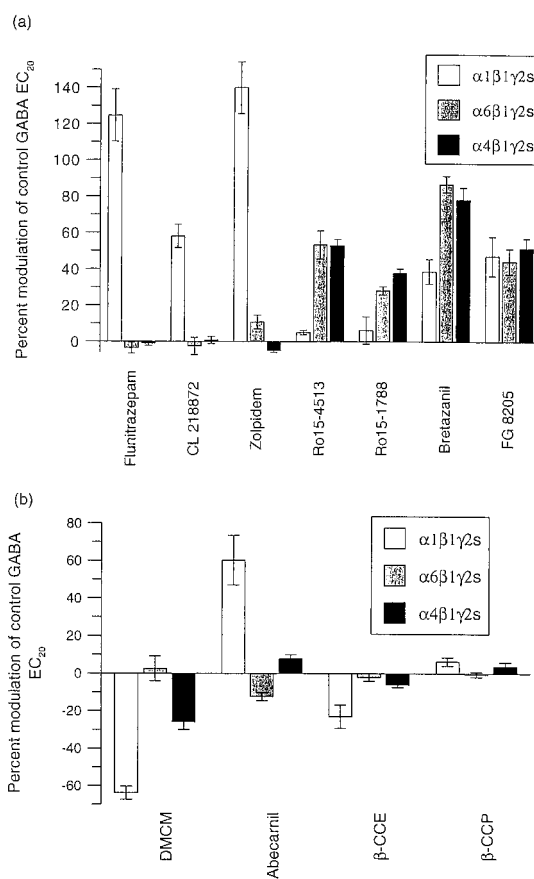 (a)
Percent modulation of control GABA EC20
140
120
100
80
60
40
20
0
α1β1γ2s
α6β1γ2s
α4β1γ2s
Flunitrazepam
CL 218872
Zolpidem
Ro15-4513
Ro15-1788
Bretazanil
FG 8205
(b)
Percent modulation of control GABA
EC20
80
60
40
20
0
-20
-40
-60
α1β1γ2s
α6β1γ2s
α4β1γ2s
DMCM
Abecarnil
β-CCE
β-CCP